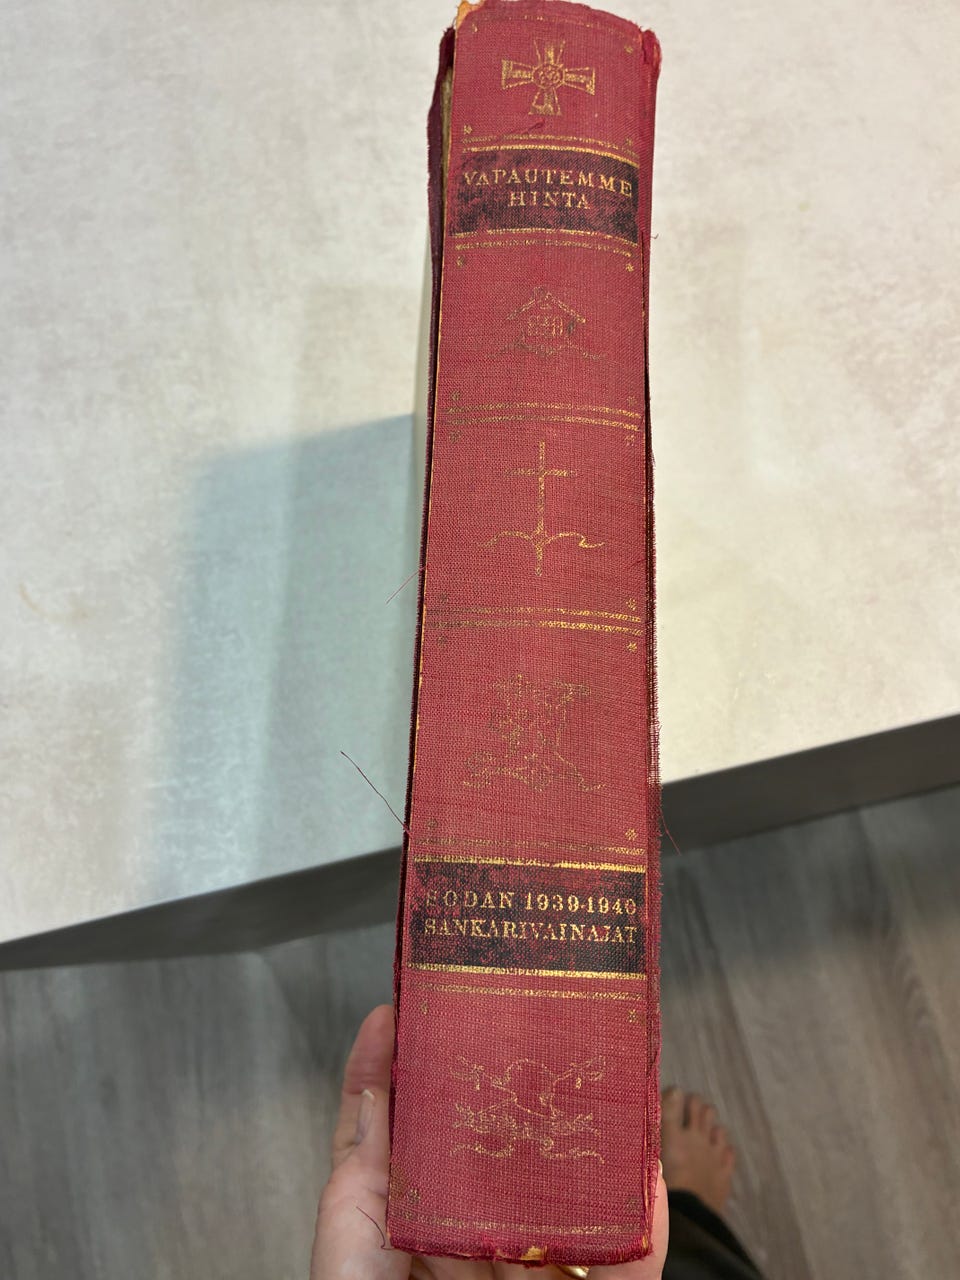 VAPAUTEMME
HINTA
SODAN 1939-1940
SANKARIVAINAJAT